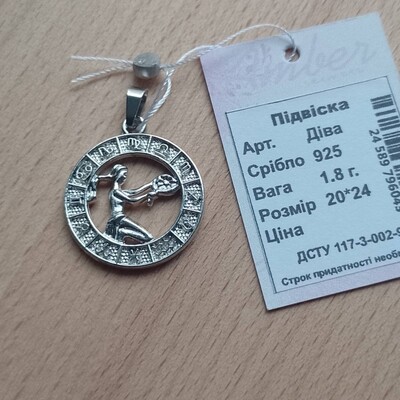 Підвіска
Арт. Діва
Срібло 925
Вага 1.8 г.
Розмір 20*24
Ціна
ДСТУ 117-3-002-9
Строк придатності необ